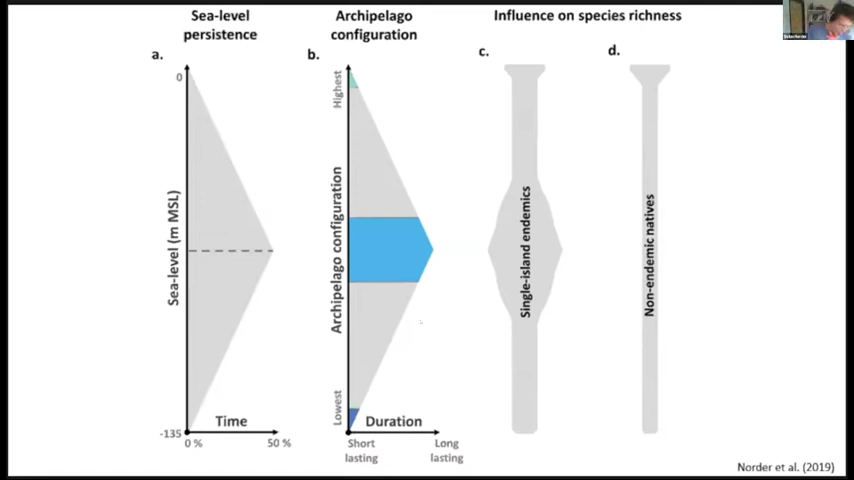 Sea-level
persistence
Archipelago
configuration
Influence on species richness
a.
b.
c.
d.
0
Sea-level (m MSL)
-135
Time
0 %
50 %
Highest
Archipelago configuration
Lowest
Duration
Short
lasting
Long
lasting
Single-island endemics
Non-endemic natives
Norder et al. (2019)